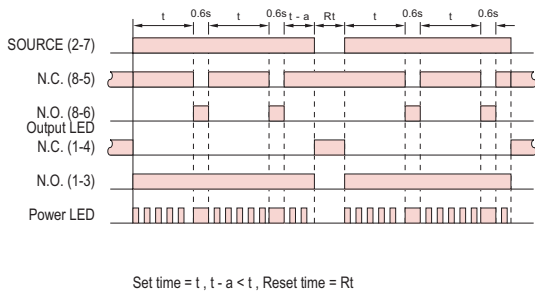 t 0.6s t 0.6s t - a Rt t 0.6s t 0.6s
SOURCE (2-7)
N.C. (8-5)
N.O. (8-6)
Output LED
N.C. (1-4)
N.O. (1-3)
Power LED
Set time = t , t - a < t , Reset time = Rt